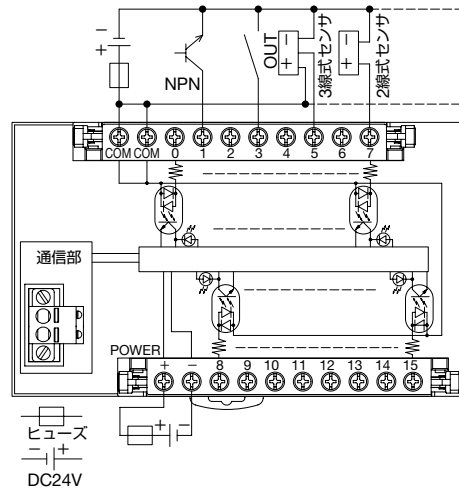 + -
NPN
OUT
+ -
3線式センサ
+ -
2線式センサ
COM COM 0 1 2 3 4 5 6 7
通信部
POWER
+ - 8 9 10 11 12 13 14 15
+ -
ヒューズ
- +
DC24V